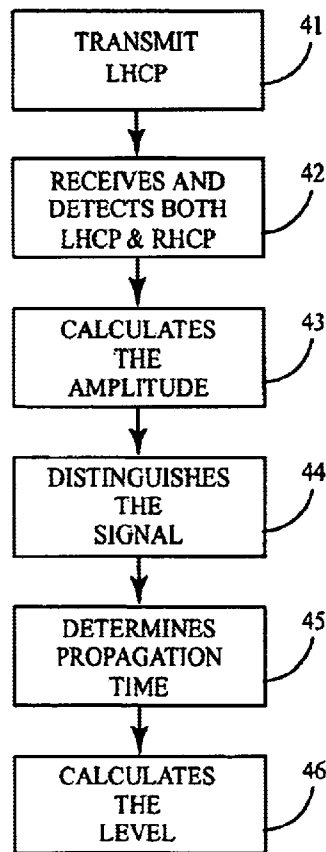 41
TRANSMIT
LHCP
42
RECEIVES AND
DETECTS BOTH
LHCP & RHCP
43
CALCULATES
THE
AMPLITUDE
44
DISTINGUISHES
THE
SIGNAL
45
DETERMINES
PROPAGATION
TIME
46
CALCULATES
THE
LEVEL